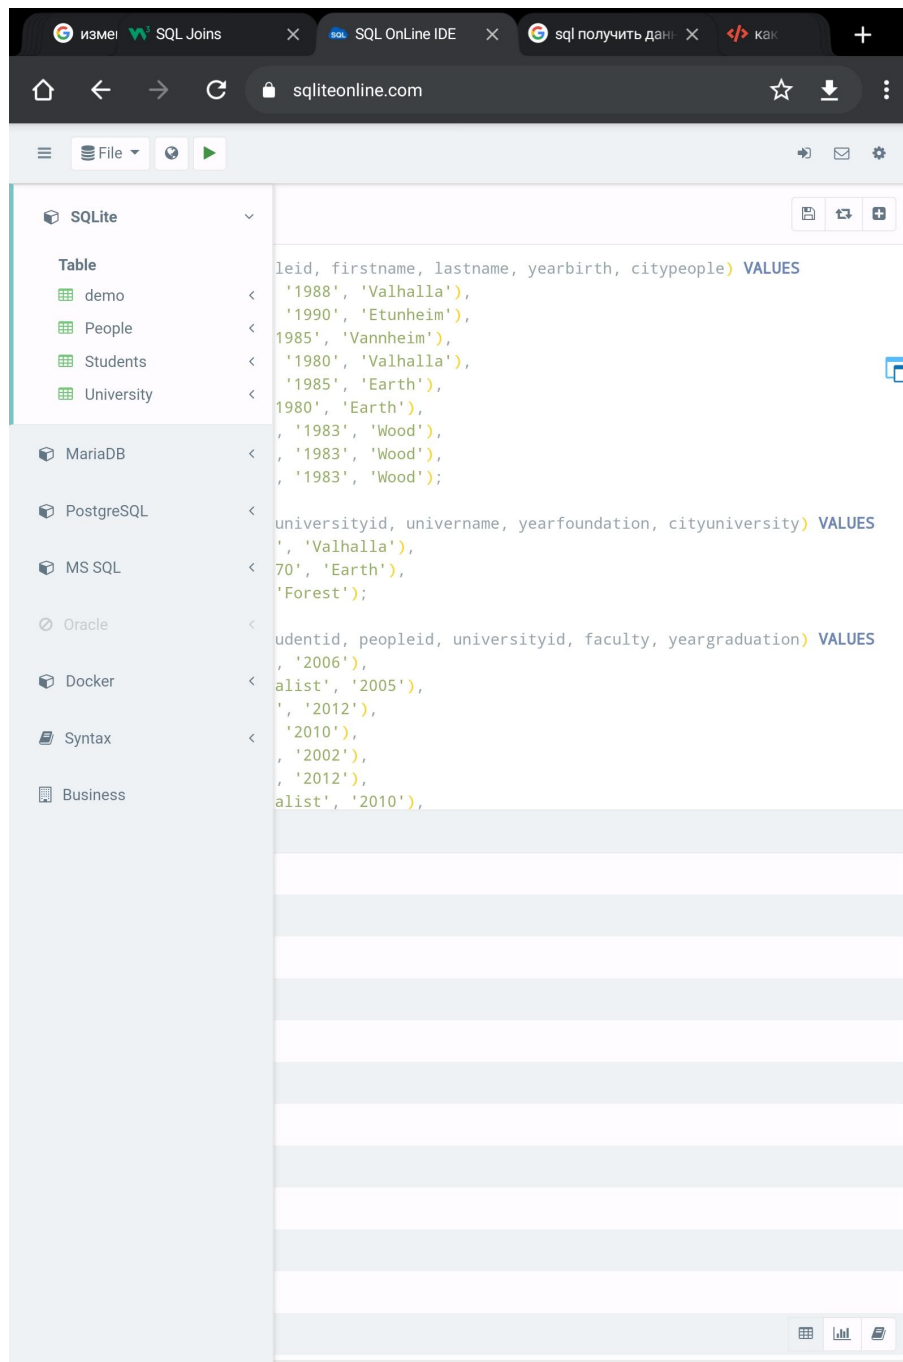 измен
SQL Joins
SQL OnLine IDE
sql получить дан
как
sqliteonline.com
File
SQLite
Table
demo
People
Students
University
MariaDB
PostgreSQL
MS SQL
Oracle
Docker
Syntax
Business
leid, firstname, lastname, yearbirth, citypeople) VALUES
'1988', 'Valhalla'),
'1990', 'Etunheim'),
1985', 'Vannheim'),
'1980', 'Valhalla'),
'1985', 'Earth'),
1980', 'Earth'),
, '1983', 'Wood'),
, '1983', 'Wood'),
, '1983', 'Wood');
universityid, univername, yearfoundation, cityuniversity) VALUES
', 'Valhalla'),
70', 'Earth'),
'Forest');
udentid, peopleid, universityid, faculty, yeargraduation) VALUES
, '2006'),
alist', '2005'),
', '2012'),
'2010'),
, '2002'),
, '2012'),
alist', '2010'),